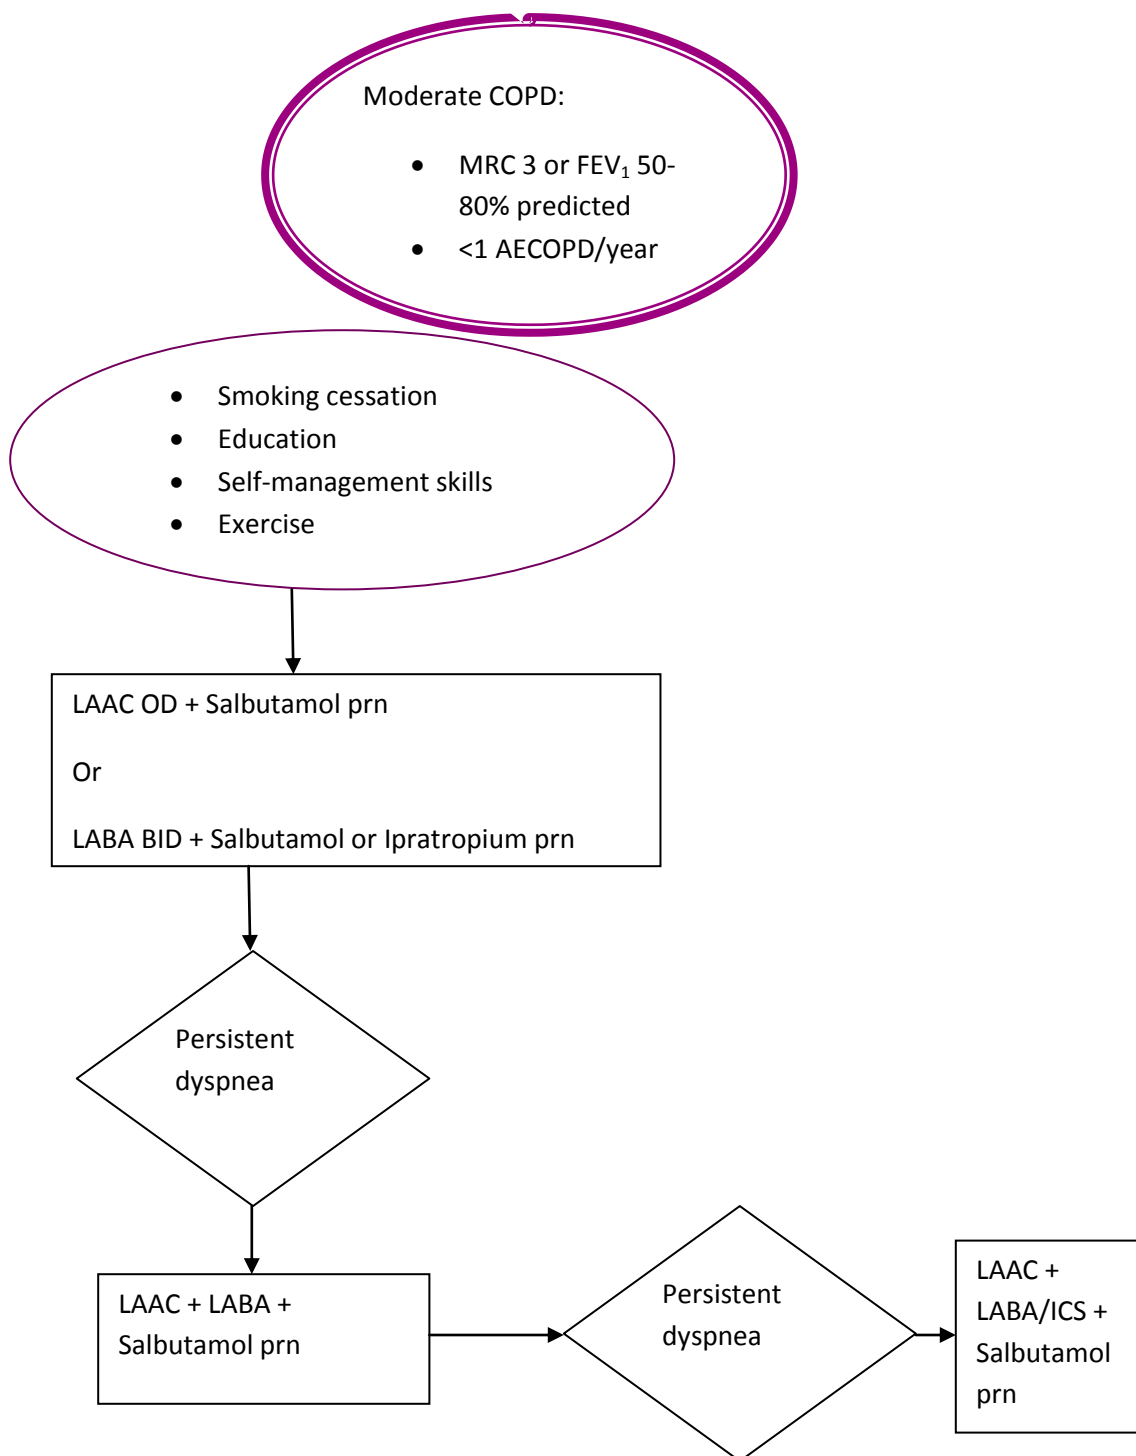 Moderate COPD:
• MRC 3 or FEV₁ 50-
80% predicted
• <1 AECOPD/year
• Smoking cessation
• Education
• Self-management skills
• Exercise
LAAC OD + Salbutamol prn
Or
LABA BID + Salbutamol or Ipratropium prn
Persistent
dyspnea
LAAC + LABA +
Salbutamol prn
Persistent
dyspnea
LAAC +
LABA/ICS +
Salbutamol
prn